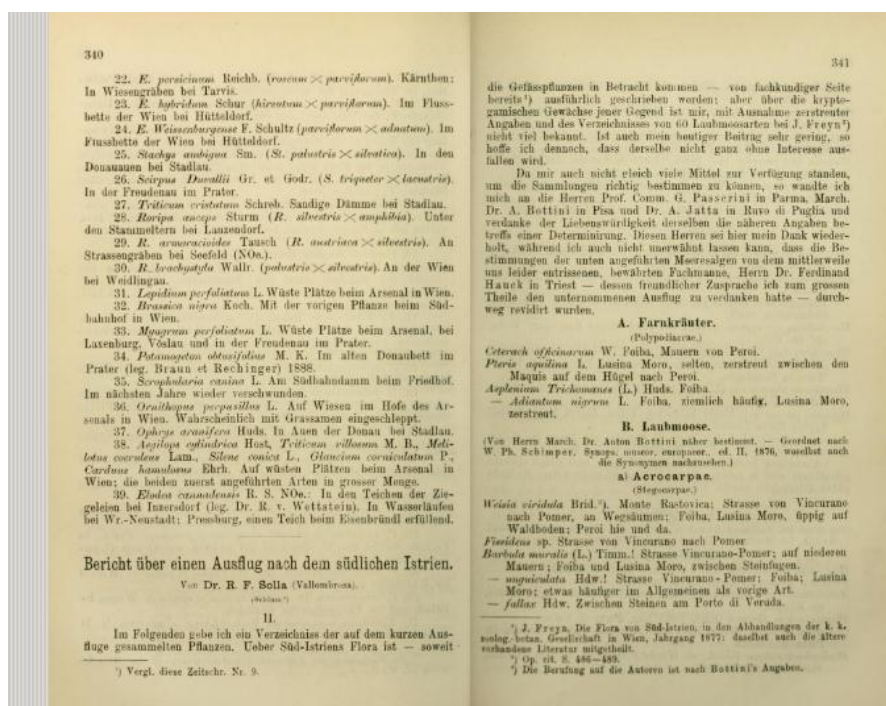 340
22. E. persicinum Reichb. (roseum × parviflorum). Kärnthen:
In Wiesengräben bei Tarvis.
23. E. hybridum Schur (hirsutum × parviflorum). Im Fluss-
bette der Wien bei Hütteldorf.
24. E. Weissenburgense F. Schultz (parviflorum × adnatum). Im
Flussbette der Wien bei Hütteldorf.
25. Stachys ambigua Sm. (St. palustris × silvatica). In den
Donauauen bei Stadlau.
26. Scirpus Duvalii Gr. et Godr. (S. triqueter × lacustris).
In der Freudenau im Prater.
27. Triticum cristatum Schreb. Sandige Dämme bei Stadlau.
28. Roripa anceps Sturm (R. silvestris × amphibia). Unter
den Stammeltern bei Lanzendorf.
29. R. armoracioides Tausch (R. austriaca × silvestris). An
Strassengräben bei Seefeld (NOe.).
30. R. brachystyla Wallr. (palustris × silvestris). An der Wien
bei Weidlingau.
31. Lepidium perfoliatum L. Wüste Plätze beim Arsenal in Wien.
32. Brassica nigra Koch. Mit der vorigen Pflanze beim Süd-
bahnhof in Wien.
33. Myagrum perfoliatum L. Wüste Plätze beim Arsenal, bei
Laxenburg, Vöslau und in der Freudenau im Prater.
34. Potamogeton obtusifolius M. K. Im alten Donaubett im
Prater (leg. Braun et Rechinger) 1888.
35. Scrophularia canina L. Am Südbahndamm beim Friedhof.
Im nächsten Jahre wieder verschwunden.
36. Ornithopus perpusillus L. Auf Wiesen im Hofe des Ar-
senals in Wien. Wahrscheinlich mit Grassamen eingeschleppt.
37. Ophrys aranifera Huds. In Auen der Donau bei Stadlau.
38. Aegilops cylindrica Host, Triticum villosum M. B., Meli-
lotus coeruleus Lam., Silene conica L., Glaucium corniculatum P.,
Carduus hamulosus Ehrh. Auf wüsten Plätzen beim Arsenal in
Wien; die beiden zuerst angeführten Arten in grosser Menge.
39. Elodea cannadensis R. S. NOe.: In den Teichen der Zie-
geleien bei Inzersdorf (leg. Dr. R. v. Wettstein). In Wasserläufen
bei Wr.-Neustadt; Pressburg, einen Teich beim Eisenbründl erfüllend.
Bericht über einen Ausflug nach dem südlichen Istrien.
Von Dr. R. F. Solla (Vallombrosa).
(Schluss.¹)
II.
Im Folgenden gebe ich ein Verzeichniss der auf dem kurzen Aus-
fluge gesammelten Pflanzen. Ueber Süd-Istriens Flora ist — soweit
¹) Vergl. diese Zeitschr. Nr. 9.
341
die Gefässpflanzen in Betracht kommen — von fachkundiger Seite
bereits¹) ausführlich geschrieben worden; aber über die krypto-
gamischen Gewächse jener Gegend ist mir, mit Ausnahme zerstreuter
Angaben und des Verzeichnisses von 60 Laubmoosarten bei J. Freyn²)
nicht viel bekannt. Ist auch mein heutiger Beitrag sehr gering, so
hoffe ich dennoch, dass derselbe nicht ganz ohne Interesse aus-
fallen wird.
Da mir auch nicht gleich viele Mittel zur Verfügung standen,
um die Sammlungen richtig bestimmen zu können, so wandte ich
mich an die Herren Prof. Comm. G. Passerini in Parma, March.
Dr. A. Bottini in Pisa und Dr. A. Jatta in Ruvo di Puglia und
verdanke der Liebenswürdigkeit derselben die näheren Angaben be-
treffs einer Determinirung. Diesen Herren sei hier mein Dank wieder-
holt, während ich auch nicht unerwähnt lassen kann, dass die Be-
stimmungen der unten angeführten Meeresalgen von dem mittlerweile
uns leider entrissenen, bewährten Fachmanne, Herrn Dr. Ferdinand
Hauck in Triest — dessen freundlicher Zusprache ich zum grossen
Theile den unternommenen Ausflug zu verdanken hatte — durch-
weg revidirt wurden.
A. Farnkräuter.
(Polypodiaceae.)
Ceterach officinarum W. Foiba, Mauern von Peroi.
Pteris aquilina L. Lusina Moro, selten, zerstreut zwischen den
Maquis auf dem Hügel nach Peroi.
Asplenium Trichomanes (L.) Huds. Foiba.
— Adiantum nigrum L. Foiba, ziemlich häufig, Lusina Moro,
zerstreut.
B. Laubmoose.
(Von Herrn March. Dr. Anton Bottini näher bestimmt. — Geordnet nach
W. Ph. Schimper, Synops. muscor. europaeor., ed. II, 1876, woselbst auch
die Synonymen nachzusehen.)
a) Acrocarpae.
(Stegocarpae.)
Weisia viridula Brid.³). Monte Rastovica; Strasse von Vincurano
nach Pomer, an Wegsäumen; Foiba, Lusina Moro, üppig auf
Waldboden; Peroi hie und da.
Fissidens sp. Strasse von Vincurano nach Pomer
Barbula muralis (L.) Timm.! Strasse Vincurano-Pomer; auf niederen
Mauern; Foiba und Lusina Moro, zwischen Steinfugen.
— unguiculata Hdw.! Strasse Vincurano-Pomer; Foiba; Lusina
Moro; etwas häufiger im Allgemeinen als vorige Art.
— fallax Hdw. Zwischen Steinen am Porto di Veruda.
¹) J. Freyn, Die Flora von Süd-Istrien, in den Abhandlungen der k. k.
zoolog.-botan. Gesellschaft in Wien, Jahrgang 1877; daselbst auch die ältere
vorhandene Literatur mitgetheilt.
²) Op. cit. S. 486—489.
³) Die Berufung auf die Autoren ist nach Bottini's Angaben.